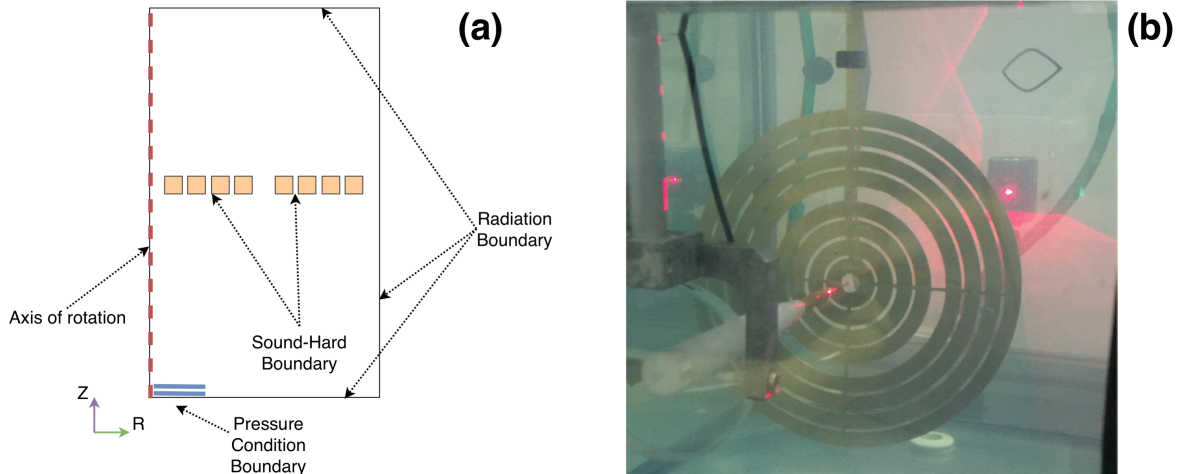 (a)
(b)
Radiation
Boundary
Axis of rotation
Sound-Hard
Boundary
Z
R
Pressure
Condition
Boundary